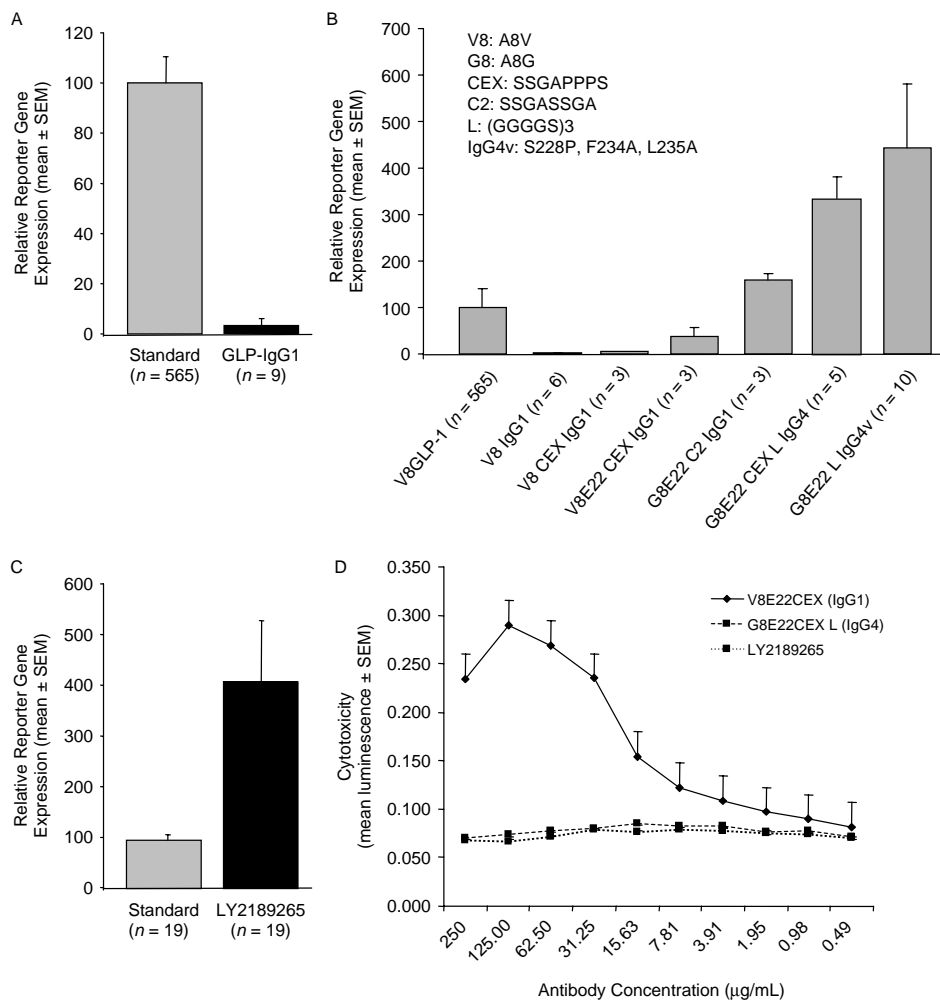 A
Relative Reporter Gene
Expression (mean ± SEM)
120
100
80
60
40
20
0
Standard
(n = 565)
GLP-IgG1
(n = 9)
B
Relative Reporter Gene
Expression (mean ± SEM)
700
600
500
400
300
200
100
0
V8: A8V
G8: A8G
CEX: SSGAPPPS
C2: SSGASSGA
L: (GGGGS)3
IgG4v: S228P, F234A, L235A
V8GLP-1 (n = 565)
V8 IgG1 (n = 6)
V8 CEX IgG1 (n = 3)
V8E22 CEX IgG1 (n = 3)
G8E22 C2 IgG1 (n = 3)
G8E22 CEX L IgG4 (n = 5)
G8E22 L IgG4v (n = 10)
C
Relative Reporter Gene
Expression (mean ± SEM)
600
500
400
300
200
100
0
Standard
(n = 19)
LY2189265
(n = 19)
D
Cytotoxicity
(mean luminescence ± SEM)
0.350
0.300
0.250
0.200
0.150
0.100
0.050
0.000
V8E22CEX (IgG1)
G8E22CEX L (IgG4)
LY2189265
250
125.00
62.50
31.25
15.63
7.81
3.91
1.95
0.98
0.49
Antibody Concentration (µg/mL)